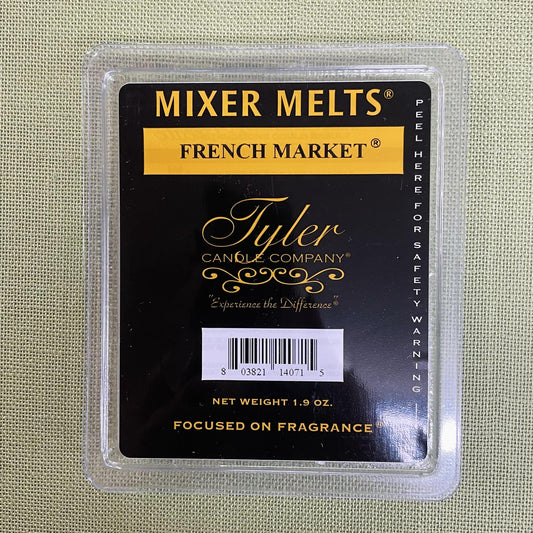 MIXER MELTS®
FRENCH MARKET®
Tyler
CANDLE COMPANY®
"Experience the Difference"®
8 03821 14071 5
NET WEIGHT 1.9 OZ.
FOCUSED ON FRAGRANCE®
PEEL HERE FOR SAFETY WARNING